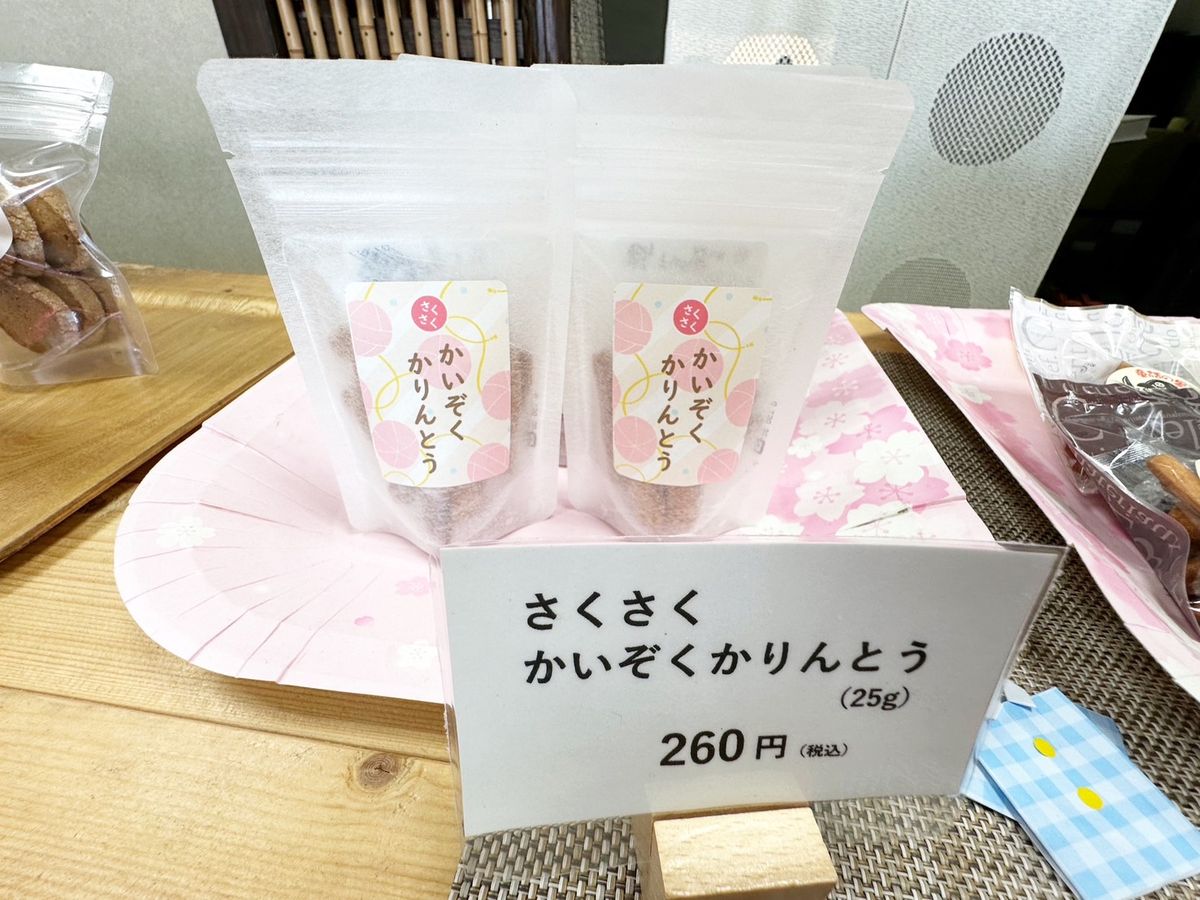 さく
さく
かいぞく
かりんとう
さく
さく
かいぞく
かりんとう
さくさく
かいぞくかりんとう
(25g)
260円(税込)